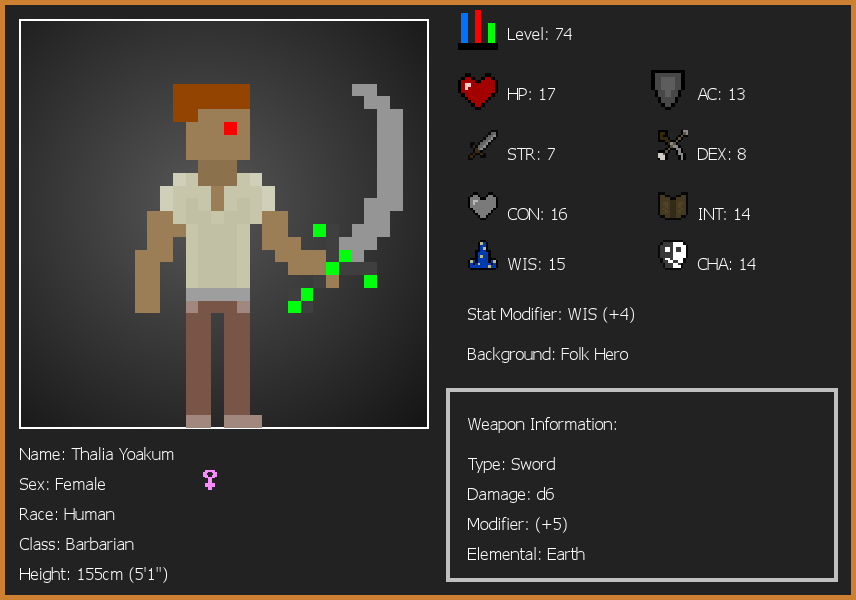 Level: 74
HP: 17
AC: 13
STR: 7
DEX: 8
CON: 16
INT: 14
WIS: 15
CHA: 14
Stat Modifier: WIS (+4)
Background: Folk Hero
Weapon Information:
Type: Sword
Damage: d6
Modifier: (+5)
Elemental: Earth
Name: Thalia Yoakum
Sex: Female
Race: Human
Class: Barbarian
Height: 155cm (5'1")